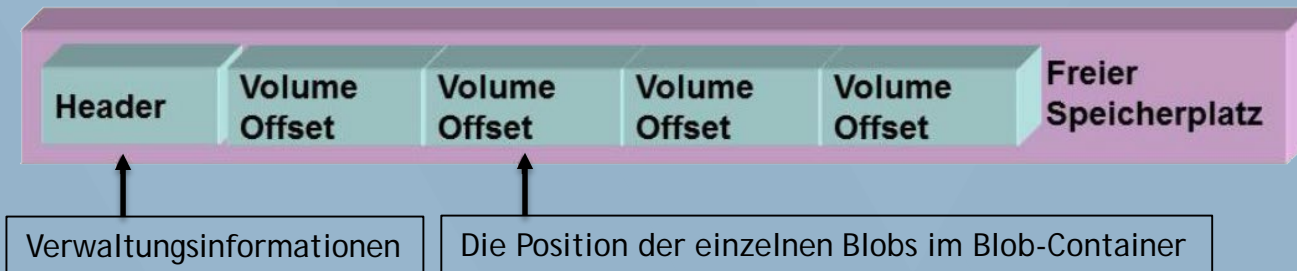 Header
Volume
Offset
Volume
Offset
Volume
Offset
Volume
Offset
Freier
Speicherplatz
Verwaltungsinformationen
Die Position der einzelnen Blobs im Blob-Container